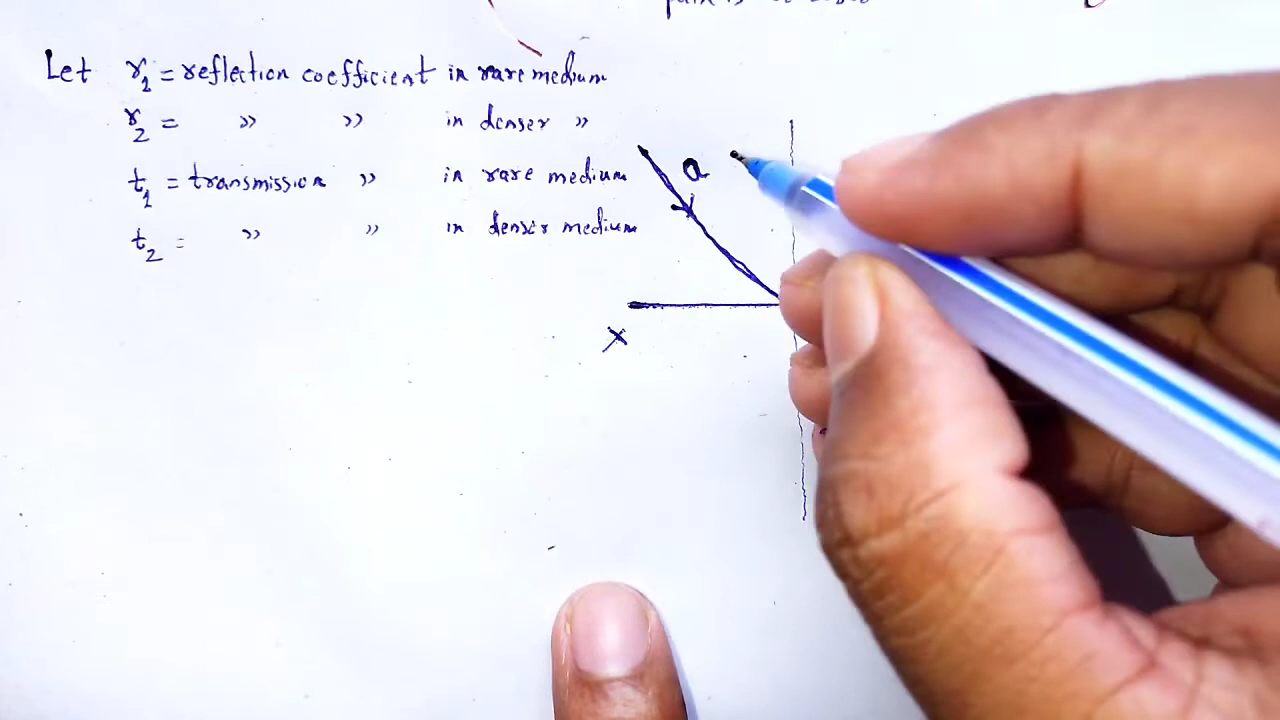 Let r₁ = reflection coefficient in rare medium
r₂ = " " in denser "
t₁ = transmission " in rare medium
t₂ = " " in denser medium
a
X